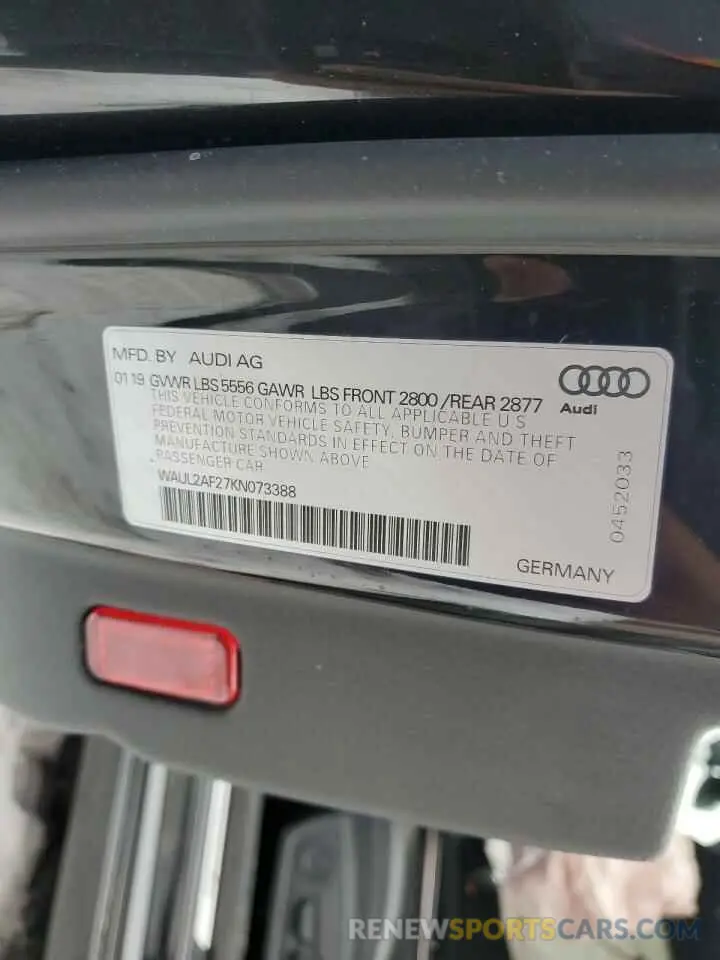 MFD. BY AUDI AG
01 19 GVWR LBS 5556 GAWR LBS FRONT 2800 /REAR 2877
THIS VEHICLE CONFORMS TO ALL APPLICABLE U S
FEDERAL MOTOR VEHICLE SAFETY, BUMPER AND THEFT
PREVENTION STANDARDS IN EFFECT ON THE DATE OF
MANUFACTURE SHOWN ABOVE
PASSENGER CAR
WAUL2AF27KN073388
GERMANY
Audi
0452033
RENEWSPORTSCARS.COM